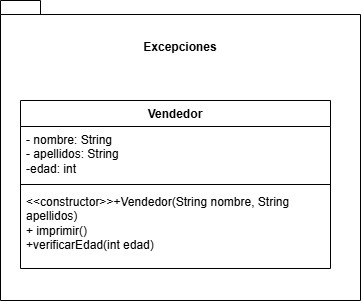 Excepciones
Vendedor
- nombre: String
- apellidos: String
-edad: int
<<constructor>>+Vendedor(String nombre, String
apellidos)
+ imprimir()
+verificarEdad(int edad)